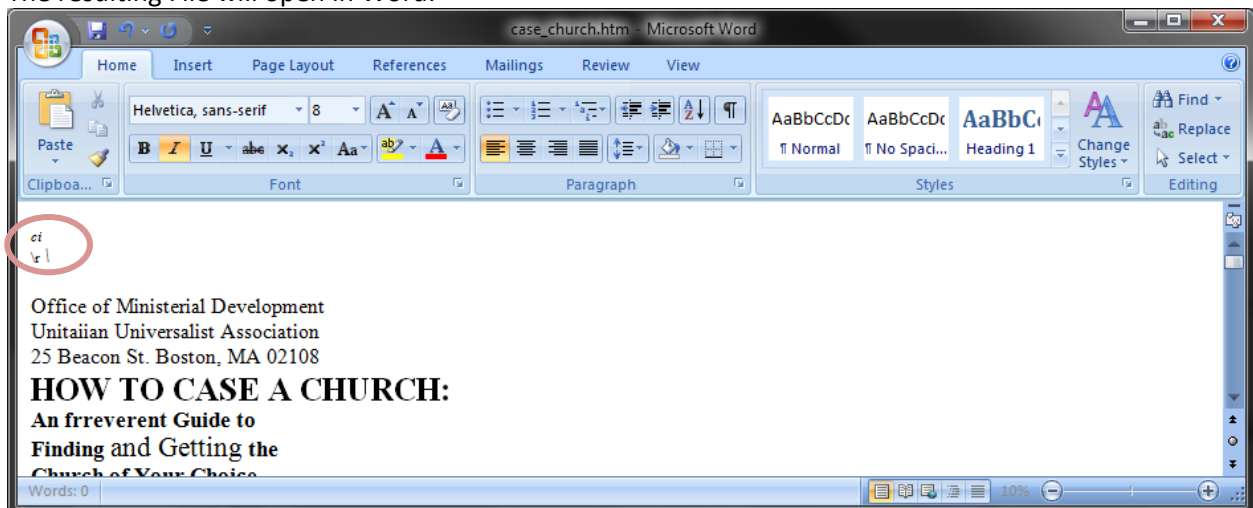 The resulting File will open in Word.
case_church.htm - Microsoft Word
Home Insert Page Layout References Mailings Review View
Paste
Helvetica, sans-serif 8
AaBbCcDc AaBbCcDc AaBbCc
¶ Normal ¶ No Spaci... Heading 1
Change Styles
Find
Replace
Select
Clipboa... Font Paragraph Styles Editing
ci
\r \
Office of Ministerial Development
Unitaiian Universalist Association
25 Beacon St. Boston, MA 02108
HOW TO CASE A CHURCH:
An frreverent Guide to
Finding and Getting the
Church of Your Choice
Words: 0 10%